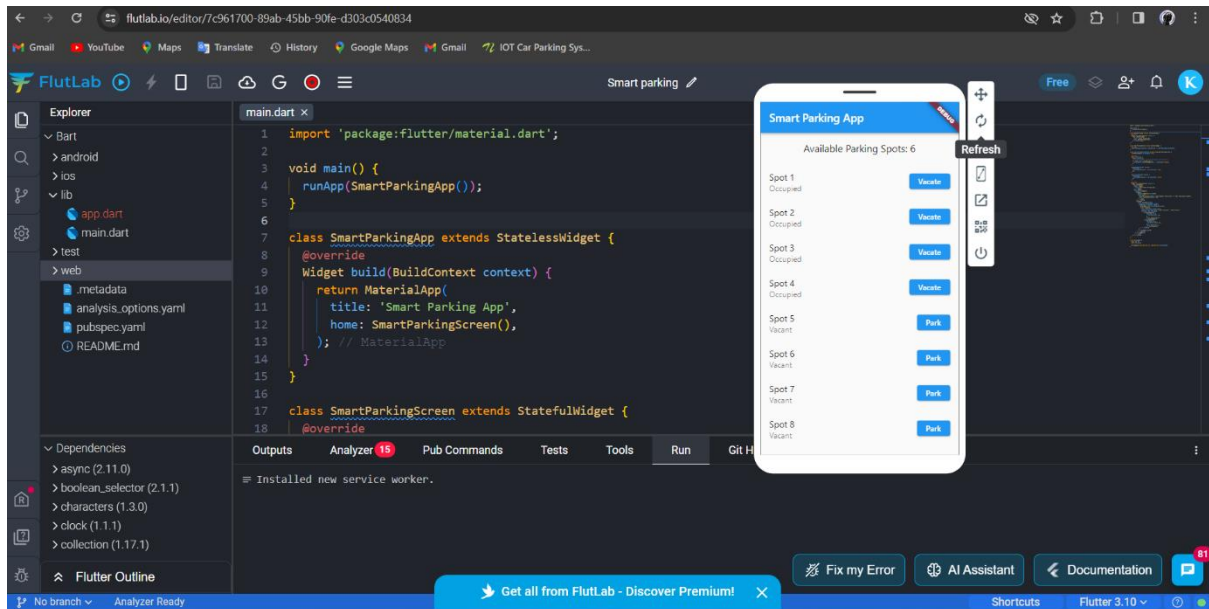 flutlab.io/editor/7c961700-89ab-45bb-90fe-d303c0540834
Gmail YouTube Maps Translate History Google Maps Gmail IOT Car Parking Sys...
FlutLab G Smart parking Free K
Explorer
Bart
android
ios
lib
app.dart
main.dart
test
web
.metadata
analysis_options.yaml
pubspec.yaml
README.md
Dependencies
async (2.11.0)
boolean_selector (2.1.1)
characters (1.3.0)
clock (1.1.1)
collection (1.17.1)
Flutter Outline
main.dart ×
1 import 'package:flutter/material.dart';
2
3 void main() {
4 runApp(SmartParkingApp());
5 }
6
7 class SmartParkingApp extends StatelessWidget {
8 @override
9 Widget build(BuildContext context) {
10 return MaterialApp(
11 title: 'Smart Parking App',
12 home: SmartParkingScreen(),
13 ); // MaterialApp
14 }
15 }
16
17 class SmartParkingScreen extends StatefulWidget {
18 @override
Smart Parking App
DEBUG
Available Parking Spots: 6
Spot 1 Vacate
Occupied
Spot 2 Vacate
Occupied
Spot 3 Vacate
Occupied
Spot 4 Vacate
Occupied
Spot 5 Park
Vacant
Spot 6 Park
Vacant
Spot 7 Park
Vacant
Spot 8 Park
Vacant
Refresh
Outputs Analyzer 15 Pub Commands Tests Tools Run Git H
Installed new service worker.
Fix my Error AI Assistant Documentation 81
Get all from FlutLab - Discover Premium! ×
No branch Analyzer Ready Shortcuts Flutter 3.10